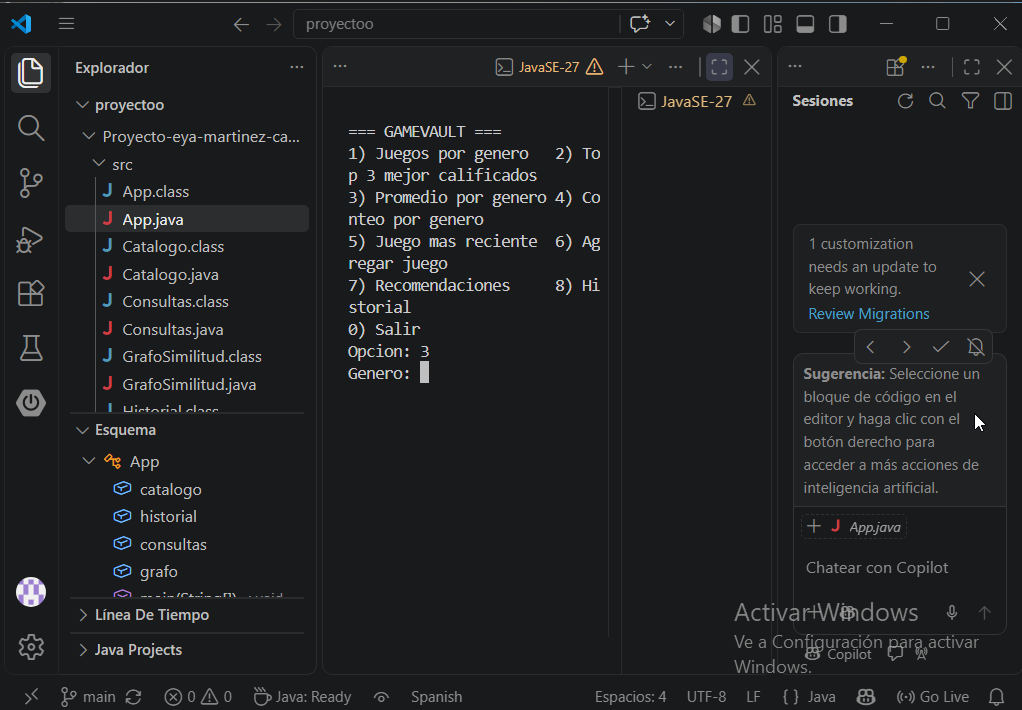 proyectoo
Explorador
proyectoo
Proyecto-eya-martinez-ca...
src
App.class
App.java
Catalogo.class
Catalogo.java
Consultas.class
Consultas.java
GrafoSimilitud.class
GrafoSimilitud.java
Historial.class
Esquema
App
catalogo
historial
consultas
grafo
main(String[]) : void
Línea De Tiempo
Java Projects
JavaSE-27
JavaSE-27
=== GAMEVAULT ===
1) Juegos por genero   2) To
p 3 mejor calificados
3) Promedio por genero 4) Co
nteo por genero
5) Juego mas reciente  6) Ag
regar juego
7) Recomendaciones     8) Hi
storial
0) Salir
Opcion: 3
Genero:
Sesiones
1 customization
needs an update to
keep working.
Review Migrations
Sugerencia: Seleccione un
bloque de código en el
editor y haga clic con el
botón derecho para
acceder a más acciones de
inteligencia artificial.
App.java
Chatear con Copilot
Copilot
Activar Windows
Ve a Configuración para activar
Windows.
main
0
0
Java: Ready
Spanish
Espacios: 4
UTF-8
LF
Java
Go Live